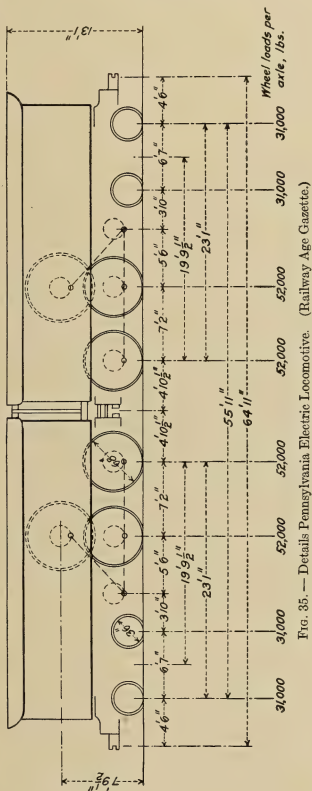 13'1"
7'9½"
68"
36"
4'6" 6'7" 3'10" 5'6" 7'2" 4'10½" 4'10½" 7'2" 5'6" 3'10" 6'7" 4'6"
19'9½" 19'9½"
23'1" 23'1"
55'11"
64'11"
Wheel loads per
axle, lbs.
31,000 31,000 52,000 52,000 52,000 52,000 31,000 31,000
FIG. 35. — Details Pennsylvania Electric Locomotive. (Railway Age Gazette.)